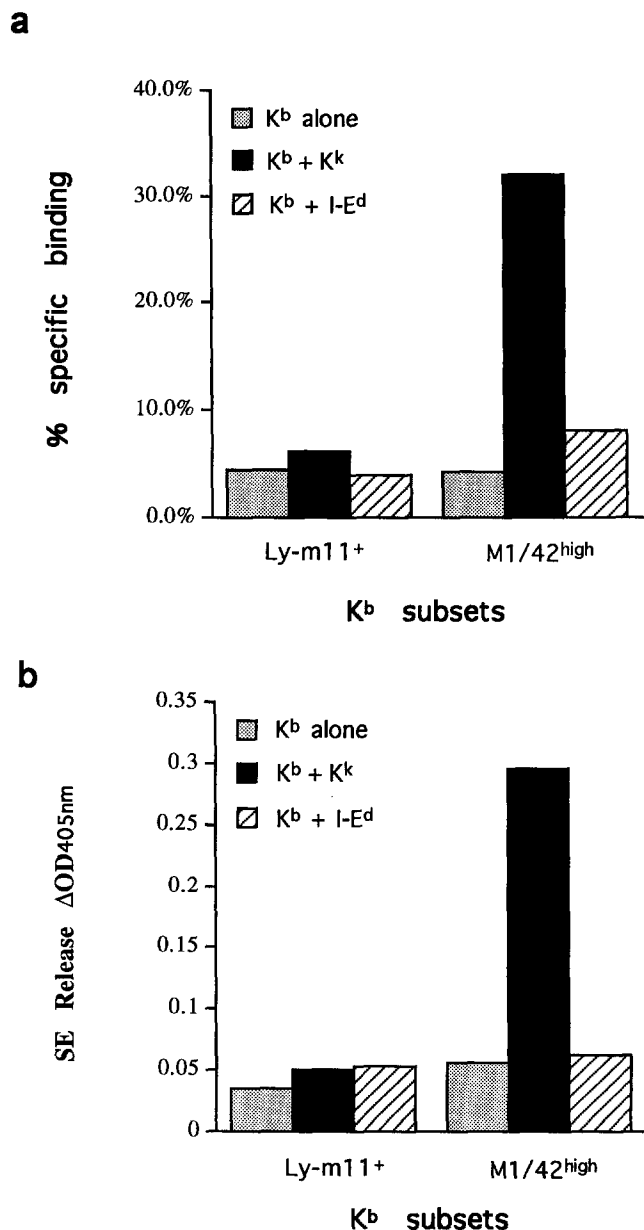 a
40.0%
30.0%
20.0%
10.0%
0.0%
% specific binding
Kb alone
Kb + Kk
Kb + I-Ed
Ly-m11+
M1/42high
Kb subsets
b
0.35
0.3
0.25
0.2
0.15
0.1
0.05
0
SE Release ΔOD405nm
Kb alone
Kb + Kk
Kb + I-Ed
Ly-m11+
M1/42high
Kb subsets